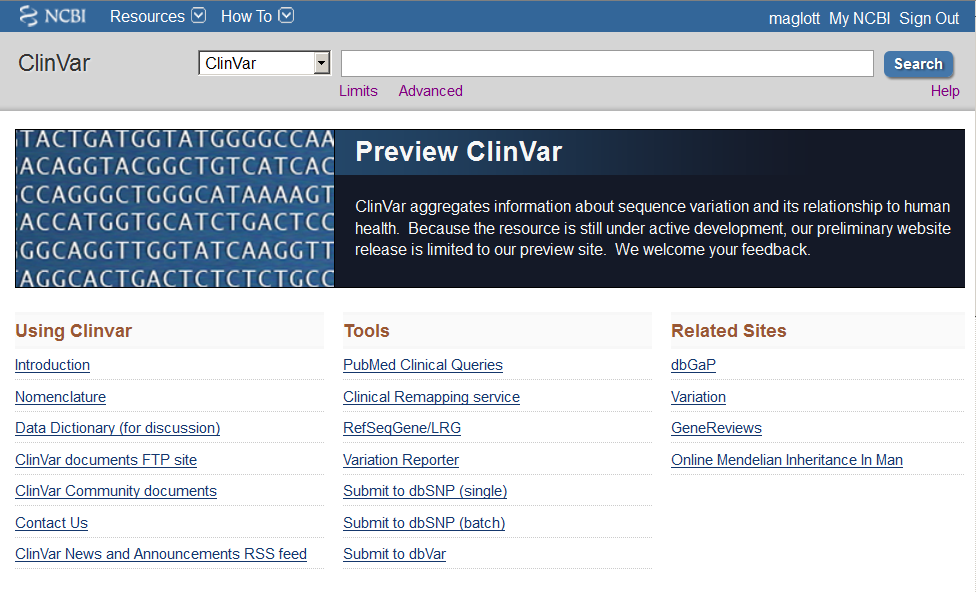 NCBI Resources How To maglott My NCBI Sign Out
ClinVar ClinVar Search
Limits Advanced Help
TACTGATGGTATGGGGCCAA
ACAGGTACGGCTGTCATCAC
CCAGGGCTGGGCATAAAAGT
ACCATGGTGCATCTGACTCC
GGCAGGTTGGTATCAAGGTT
AGGCACTGACTCTCTCTGCC
Preview ClinVar
ClinVar aggregates information about sequence variation and its relationship to human
health. Because the resource is still under active development, our preliminary website
release is limited to our preview site. We welcome your feedback.
Using Clinvar
Introduction
Nomenclature
Data Dictionary (for discussion)
ClinVar documents FTP site
ClinVar Community documents
Contact Us
ClinVar News and Announcements RSS feed
Tools
PubMed Clinical Queries
Clinical Remapping service
RefSeqGene/LRG
Variation Reporter
Submit to dbSNP (single)
Submit to dbSNP (batch)
Submit to dbVar
Related Sites
dbGaP
Variation
GeneReviews
Online Mendelian Inheritance In Man